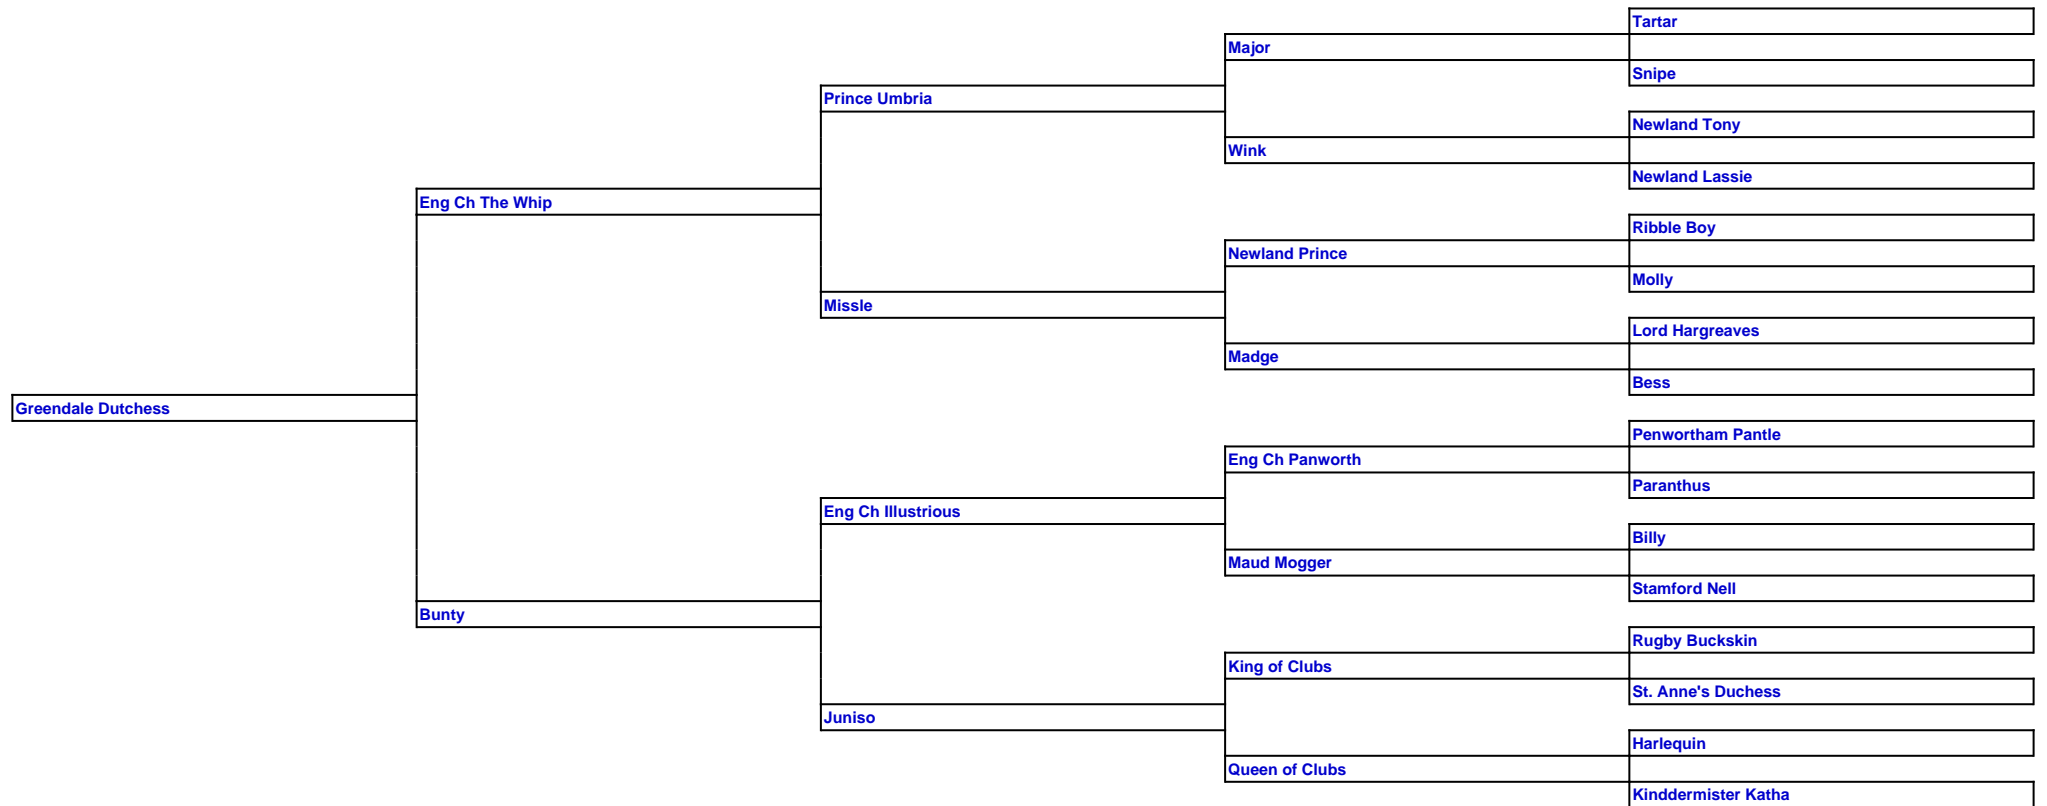 Tartar
Major
Snipe
Prince Umbria
Newland Tony
Wink
Newland Lassie
Eng Ch The Whip
Ribble Boy
Newland Prince
Molly
Missle
Lord Hargreaves
Madge
Bess
Greendale Dutchess
Penwortham Pantle
Eng Ch Panworth
Paranthus
Eng Ch Illustrious
Billy
Maud Mogger
Stamford Nell
Bunty
Rugby Buckskin
King of Clubs
St. Anne's Duchess
Juniso
Harlequin
Queen of Clubs
Kinddermister Katha